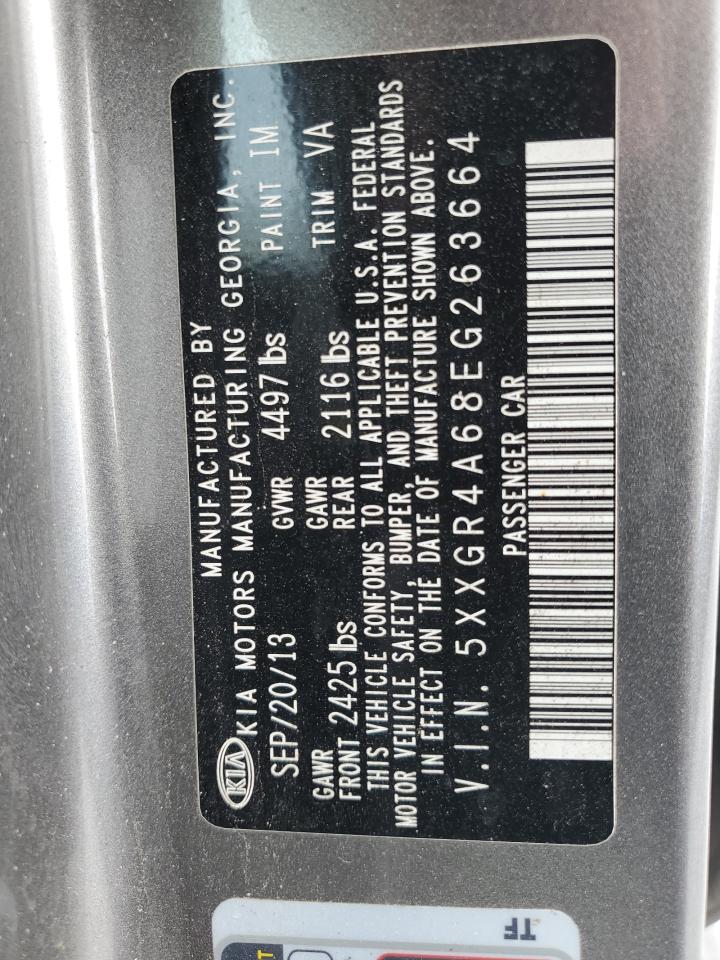 MANUFACTURED BY
KIA KIA MOTORS MANUFACTURING GEORGIA, INC.
SEP/20/13 GVWR 4497 lbs PAINT IM
GAWR FRONT 2425 lbs GAWR REAR 2116 lbs TRIM VA
THIS VEHICLE CONFORMS TO ALL APPLICABLE U.S.A. FEDERAL
MOTOR VEHICLE SAFETY, BUMPER, AND THEFT PREVENTION STANDARDS
IN EFFECT ON THE DATE OF MANUFACTURE SHOWN ABOVE.
V.I.N. 5XXGR4A68EG263664
PASSENGER CAR
TF